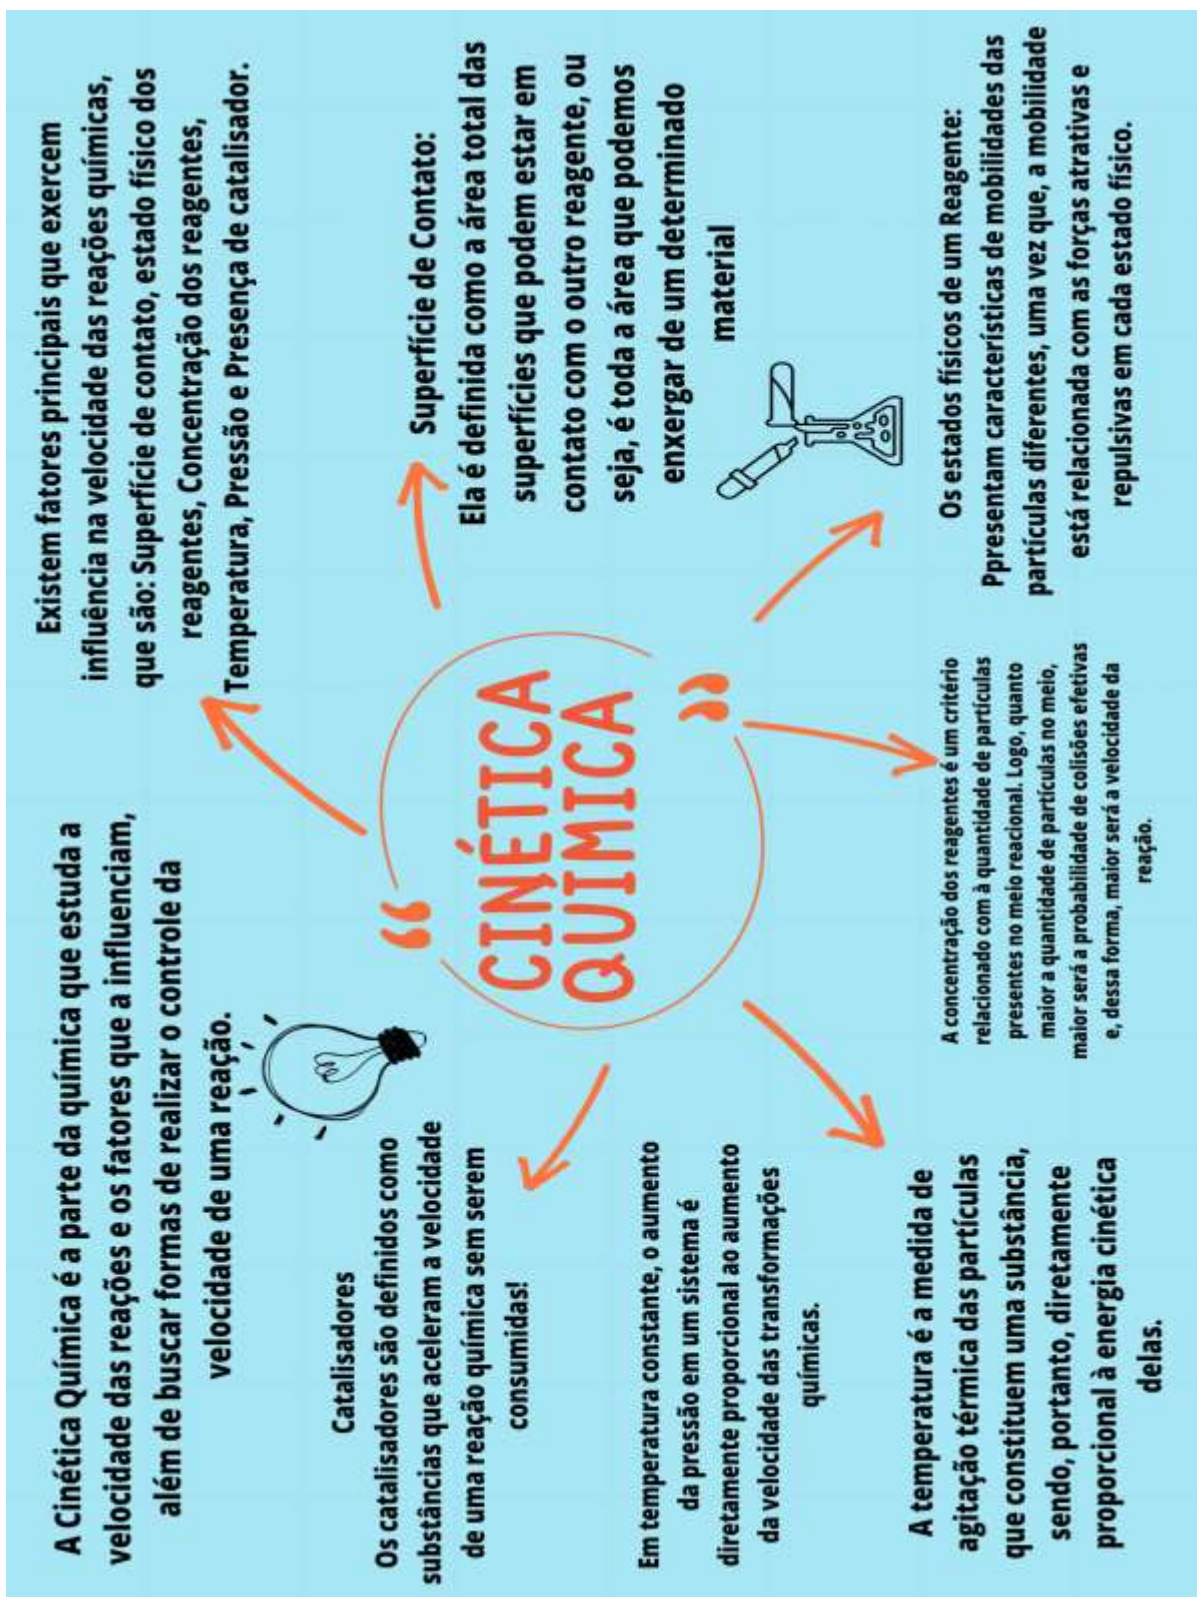 A Cinética Química é a parte da química que estuda a
velocidade das reações e os fatores que a influenciam,
além de buscar formas de realizar o controle da
velocidade de uma reação.
Existem fatores principais que exercem
influência na velocidade das reações químicas,
que são: Superfície de contato, estado físico dos
reagentes, Concentração dos reagentes,
Temperatura, Pressão e Presença de catalisador.
Catalisadores
Os catalisadores são definidos como
substâncias que aceleram a velocidade
de uma reação química sem serem
consumidas!
“
CINÉTICA
QUÍMICA
”
Superfície de Contato:
Ela é definida como a área total das
superfícies que podem estar em
contato com o outro reagente, ou
seja, é toda a área que podemos
enxergar de um determinado
material
Em temperatura constante, o aumento
da pressão em um sistema é
diretamente proporcional ao aumento
da velocidade das transformações
químicas.
A temperatura é a medida de
agitação térmica das partículas
que constituem uma substância,
sendo, portanto, diretamente
proporcional à energia cinética
delas.
A concentração dos reagentes é um critério
relacionado com à quantidade de partículas
presentes no meio reacional. Logo, quanto
maior a quantidade de partículas no meio,
maior será a probabilidade de colisões efetivas
e, dessa forma, maior será a velocidade da
reação.
Os estados físicos de um Reagente:
Ppresentam características de mobilidades das
partículas diferentes, uma vez que, a mobilidade
está relacionada com as forças atrativas e
repulsivas em cada estado físico.